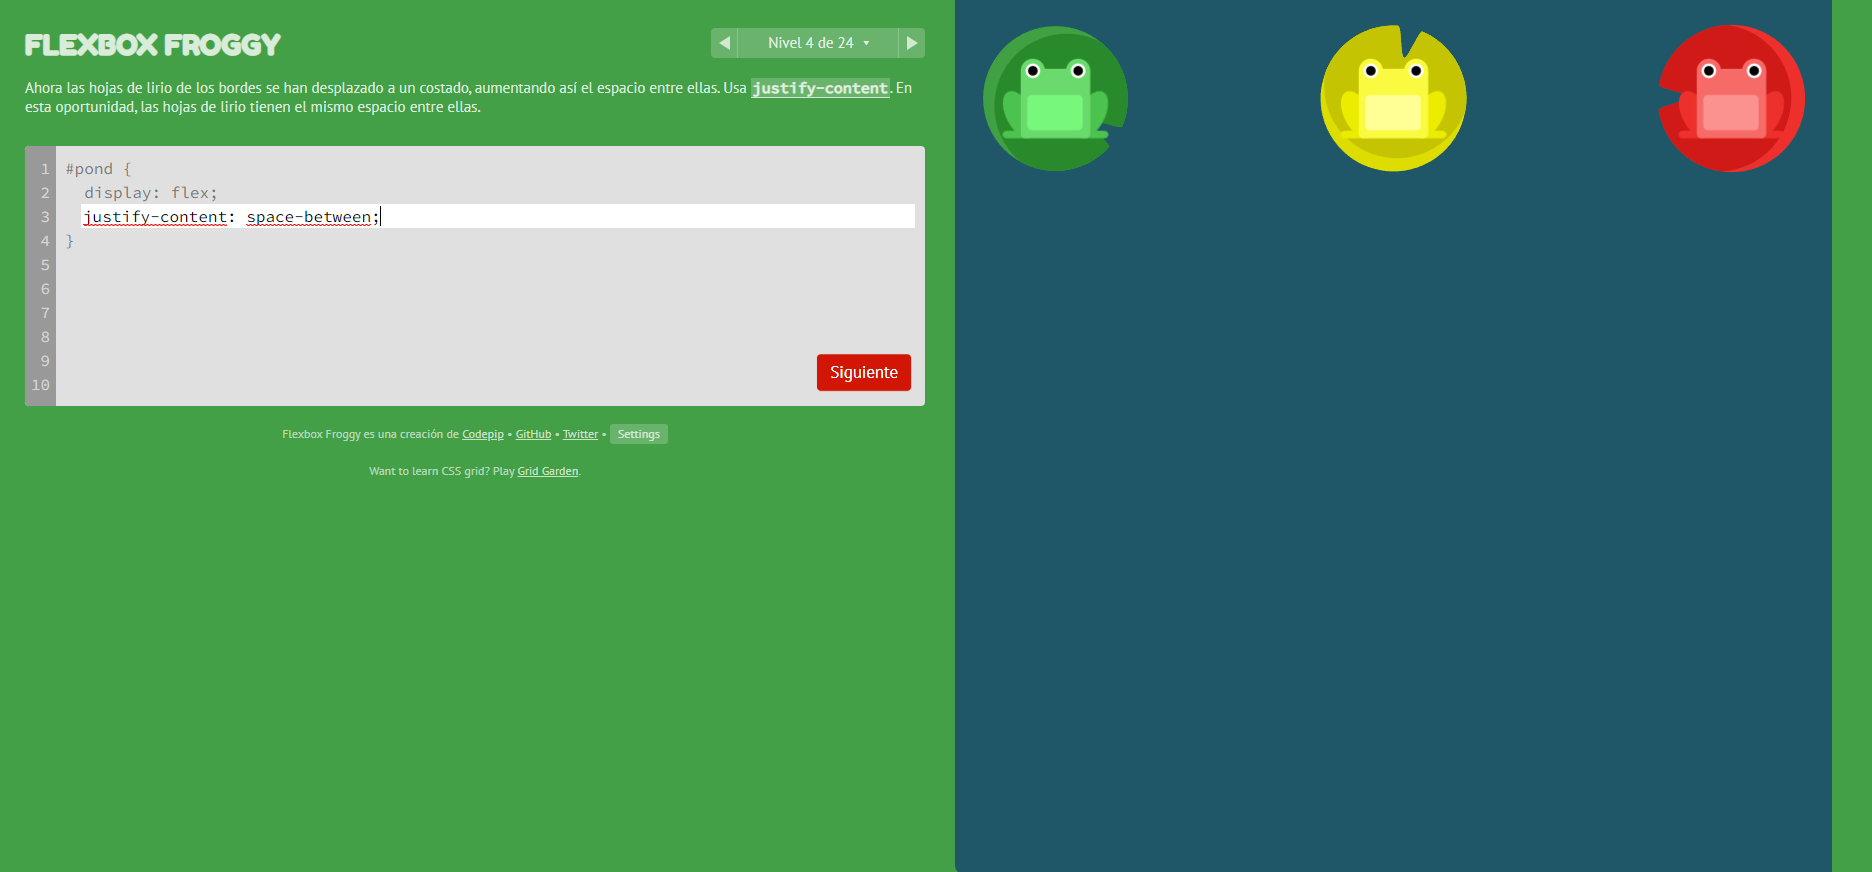 FLEXBOX FROGGY
◀ Nivel 4 de 24 ▾ ▶
Ahora las hojas de lirio de los bordes se han desplazado a un costado, aumentando así el espacio entre ellas. Usa justify-content. En
esta oportunidad, las hojas de lirio tienen el mismo espacio entre ellas.
1 #pond {
2 display: flex;
3 justify-content: space-between;
4 }
5
6
7
8
9
10
Siguiente
Flexbox Froggy es una creación de Codepip • GitHub • Twitter • Settings
Want to learn CSS grid? Play Grid Garden.